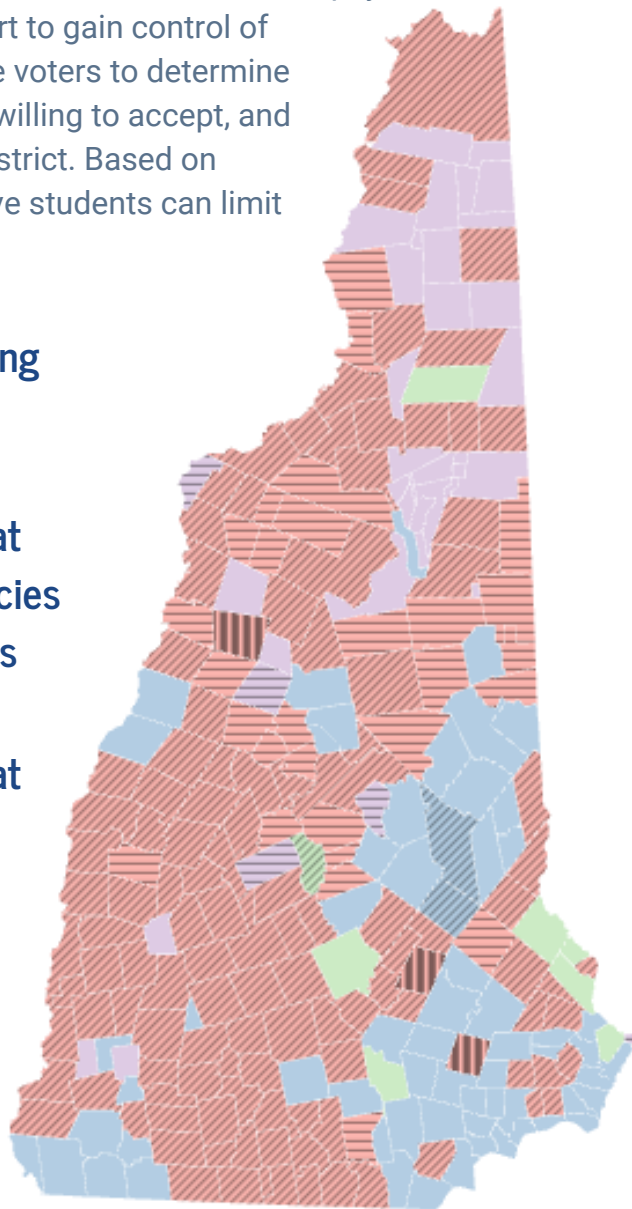 rt to gain control of
e voters to determine
willing to accept, and
strict. Based on
ve students can limit
ng
at
cies
s
at